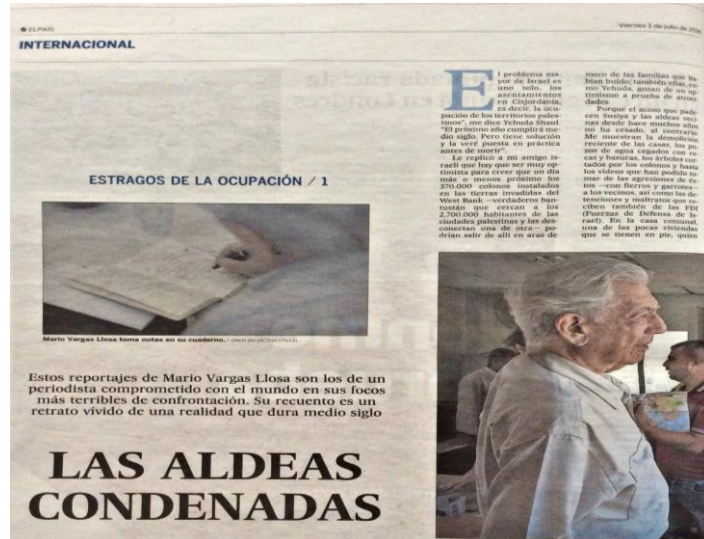 6 EL PAÍS
Viernes 1 de julio de 2016
INTERNACIONAL
ESTRAGOS DE LA OCUPACIÓN / 1
Mario Vargas Llosa toma notas en su cuaderno.
Estos reportajes de Mario Vargas Llosa son los de un
periodista comprometido con el mundo en sus focos
más terribles de confrontación. Su recuento es un
retrato vívido de una realidad que dura medio siglo
LAS ALDEAS
CONDENADAS
El problema ma-
yor de Israel es
uno solo, los
asentamientos
en Cisjordania,
es decir, la ocu-
pación de los territorios pales-
tinos", me dice Yehuda Shaul.
"El próximo año cumplirá me-
dio siglo. Pero tiene solución
y la veré puesta en práctica
antes de morir".
Le replico a mi amigo is-
raelí que hay que ser muy op-
timista para creer que un día
más o menos próximo los
370.000 colonos instalados
en las tierras invadidas del
West Bank —verdaderos ban-
tustán que cercan a los
2.700.000 habitantes de las
ciudades palestinas y las des-
conectan una de otra— po-
drían salir de allí en aras de
mero de las familias que ha-
bían huido; también ellas, co-
mo Yehuda, gozan de un op-
timismo a prueba de atroci-
dades.
Porque el acoso que pade-
cen Susiya y las aldeas veci-
nas desde hace muchos años
no ha cesado, al contrario.
Me muestran la demolición
reciente de las casas, los po-
zos de agua cegados con ro-
cas y basuras, los árboles cor-
tados por los colonos y hasta
los vídeos que han podido to-
mar de las agresiones de és-
tos —con fierros y garrotes—
a los vecinos, así como las de-
tenciones y maltratos que re-
ciben también de las FDI
(Fuerzas de Defensa de Is-
rael). En la casa comunal,
una de las pocas viviendas
que se tienen en pie, quien